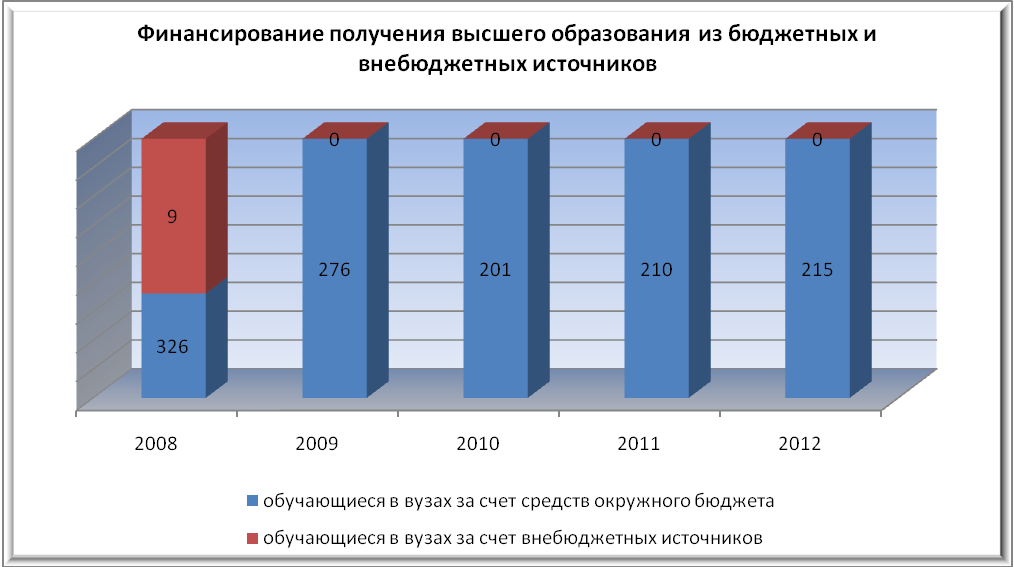 Финансирование получения высшего образования из бюджетных и
внебюджетных источников
0 0 0 0
9
276 201 210 215
326
2008 2009 2010 2011 2012
обучающиеся в вузах за счет средств окружного бюджета
обучающиеся в вузах за счет внебюджетных источников